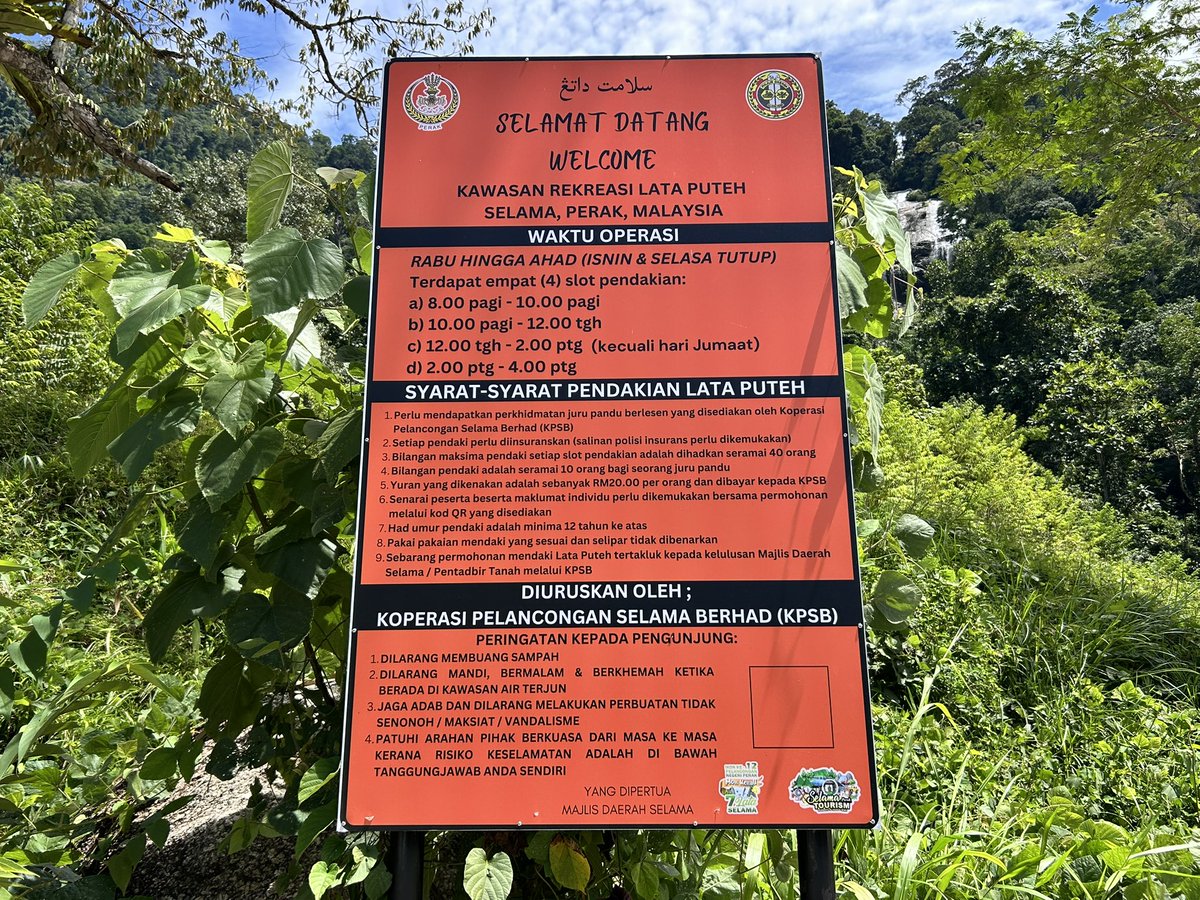 سلامت داتڠ
PERAK
SELAMAT DATANG
WELCOME
KAWASAN REKREASI LATA PUTEH
SELAMA, PERAK, MALAYSIA
WAKTU OPERASI
RABU HINGGA AHAD (ISNIN & SELASA TUTUP)
Terdapat empat (4) slot pendakian:
a) 8.00 pagi - 10.00 pagi
b) 10.00 pagi - 12.00 tgh
c) 12.00 tgh - 2.00 ptg (kecuali hari Jumaat)
d) 2.00 ptg - 4.00 ptg
SYARAT-SYARAT PENDAKIAN LATA PUTEH
1. Perlu mendapatkan perkhidmatan juru pandu berlesen yang disediakan oleh Koperasi
Pelancongan Selama Berhad (KPSB)
2. Setiap pendaki perlu diinsuranskan (salinan polisi insurans perlu dikemukakan)
3. Bilangan maksima pendaki setiap slot pendakian adalah dihadkan seramai 40 orang
4. Bilangan pendaki adalah seramai 10 orang bagi seorang juru pandu
5. Yuran yang dikenakan adalah sebanyak RM20.00 per orang dan dibayar kepada KPSB
6. Senarai peserta beserta maklumat individu perlu dikemukakan bersama permohonan
melalui kod QR yang disediakan
7. Had umur pendaki adalah minima 12 tahun ke atas
8. Pakai pakaian mendaki yang sesuai dan selipar tidak dibenarkan
9. Sebarang permohonan mendaki Lata Puteh tertakluk kepada kelulusan Majlis Daerah
Selama / Pentadbir Tanah melalui KPSB
DIURUSKAN OLEH ;
KOPERASI PELANCONGAN SELAMA BERHAD (KPSB)
PERINGATAN KEPADA PENGUNJUNG:
1. DILARANG MEMBUANG SAMPAH
2. DILARANG MANDI, BERMALAM & BERKHEMAH KETIKA
BERADA DI KAWASAN AIR TERJUN
3. JAGA ADAB DAN DILARANG MELAKUKAN PERBUATAN TIDAK
SENONOH / MAKSIAT / VANDALISME
4. PATUHI ARAHAN PIHAK BERKUASA DARI MASA KE MASA
KERANA RISIKO KESELAMATAN ADALAH DI BAWAH
TANGGUNGJAWAB ANDA SENDIRI
YANG DIPERTUA
MAJLIS DAERAH SELAMA
PELANCONGAN
NEGERI PERAK
7 Lata
SELAMA
Selama
TOURISM